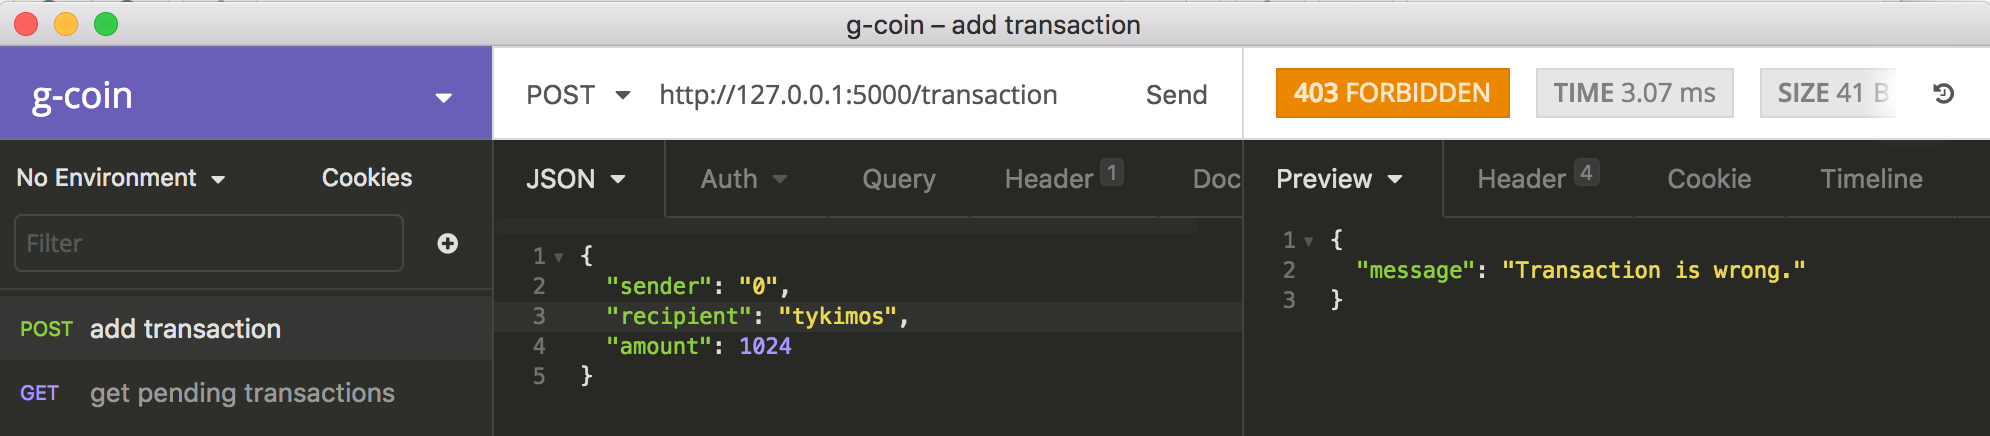 g-coin – add transaction
g-coin
POST http://127.0.0.1:5000/transaction Send
403 FORBIDDEN TIME 3.07 ms SIZE 41 B
No Environment Cookies
JSON Auth Query Header 1 Doc
Preview Header 4 Cookie Timeline
Filter
POST add transaction
GET get pending transactions
1 {
2 "sender": "0",
3 "recipient": "tykimos",
4 "amount": 1024
5 }
1 {
2 "message": "Transaction is wrong."
3 }